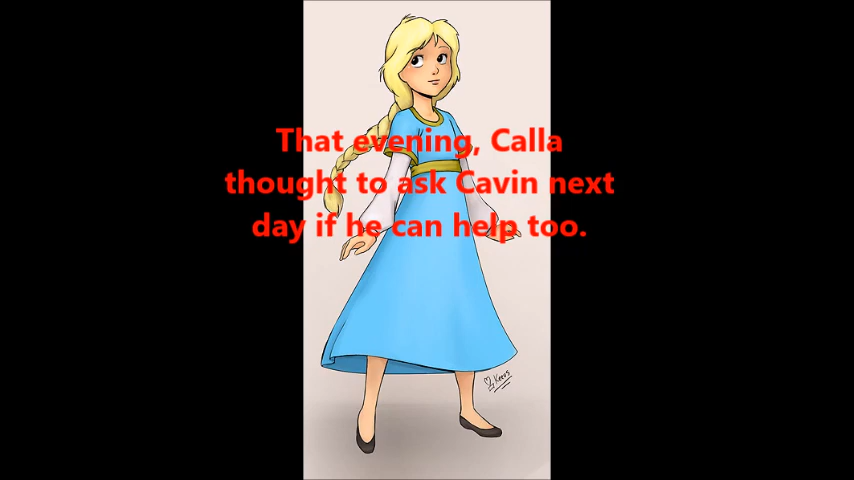 That evening, Calla
thought to ask Cavin next
day if he can help too.